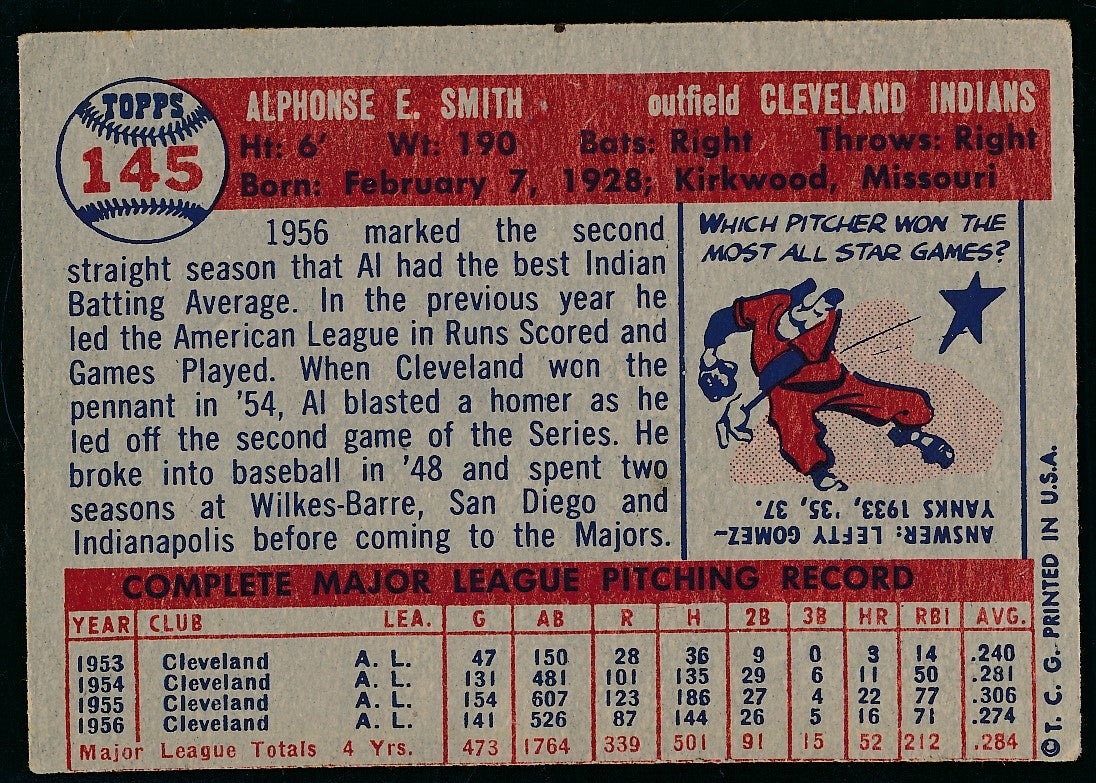 TOPPS
145
ALPHONSE E. SMITH · outfield CLEVELAND INDIANS
Ht: 6' Wt: 190 Bats: Right Throws: Right
Born: February 7, 1928; Kirkwood, Missouri
1956 marked the second
straight season that Al had the best Indian
Batting Average. In the previous year he
led the American League in Runs Scored and
Games Played. When Cleveland won the
pennant in '54, Al blasted a homer as he
led off the second game of the Series. He
broke into baseball in '48 and spent two
seasons at Wilkes-Barre, San Diego and
Indianapolis before coming to the Majors.
WHICH PITCHER WON THE
MOST ALL STAR GAMES?
ANSWER: LEFTY GOMEZ-
YANKS 1933, '35, 37.
COMPLETE MAJOR LEAGUE PITCHING RECORD
YEAR CLUB LEA. G AB R H 2B 3B HR RBI AVG.
1953 Cleveland A. L. 47 150 28 36 9 0 3 14 .240
1954 Cleveland A. L. 131 481 101 135 29 6 11 50 .281
1955 Cleveland A. L. 154 607 123 186 27 4 22 77 .306
1956 Cleveland A. L. 141 526 87 144 26 5 16 71 .274
Major League Totals 4 Yrs. 473 1764 339 501 91 15 52 212 .284
© T. C. G. PRINTED IN U.S.A.